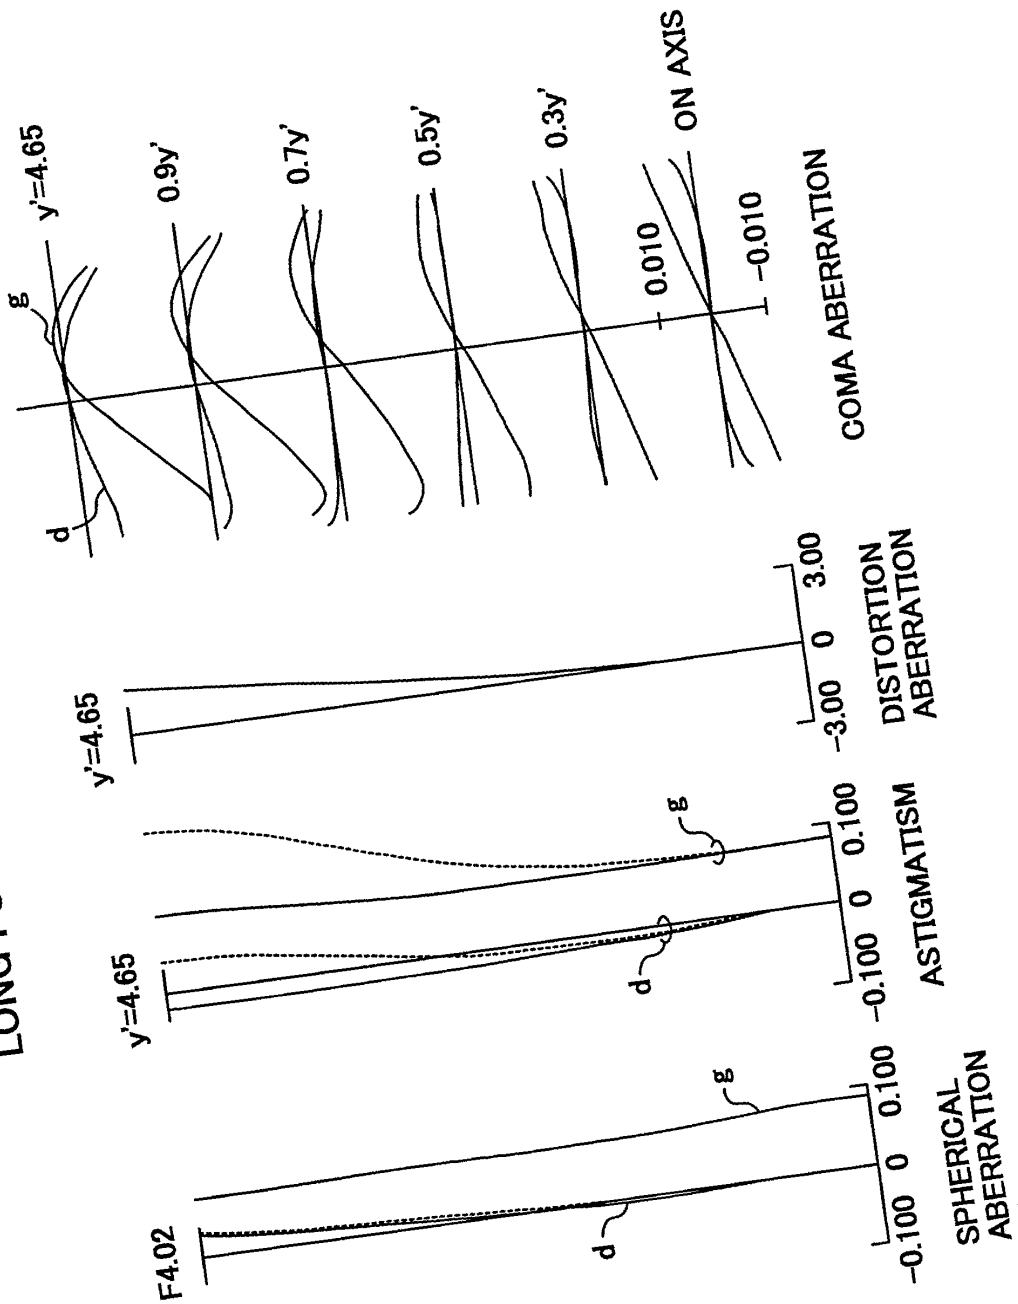 F4.02
g
d
-0.100
0
0.100
SPHERICAL
ABERRATION
y'=4.65
g
d
-0.100
0
0.100
ASTIGMATISM
y'=4.65
-3.00
0
3.00
DISTORTION
ABERRATION
y'=4.65
g
d
0.9y'
0.7y'
0.5y'
0.3y'
0.010
ON AXIS
-0.010
COMA ABERRATION